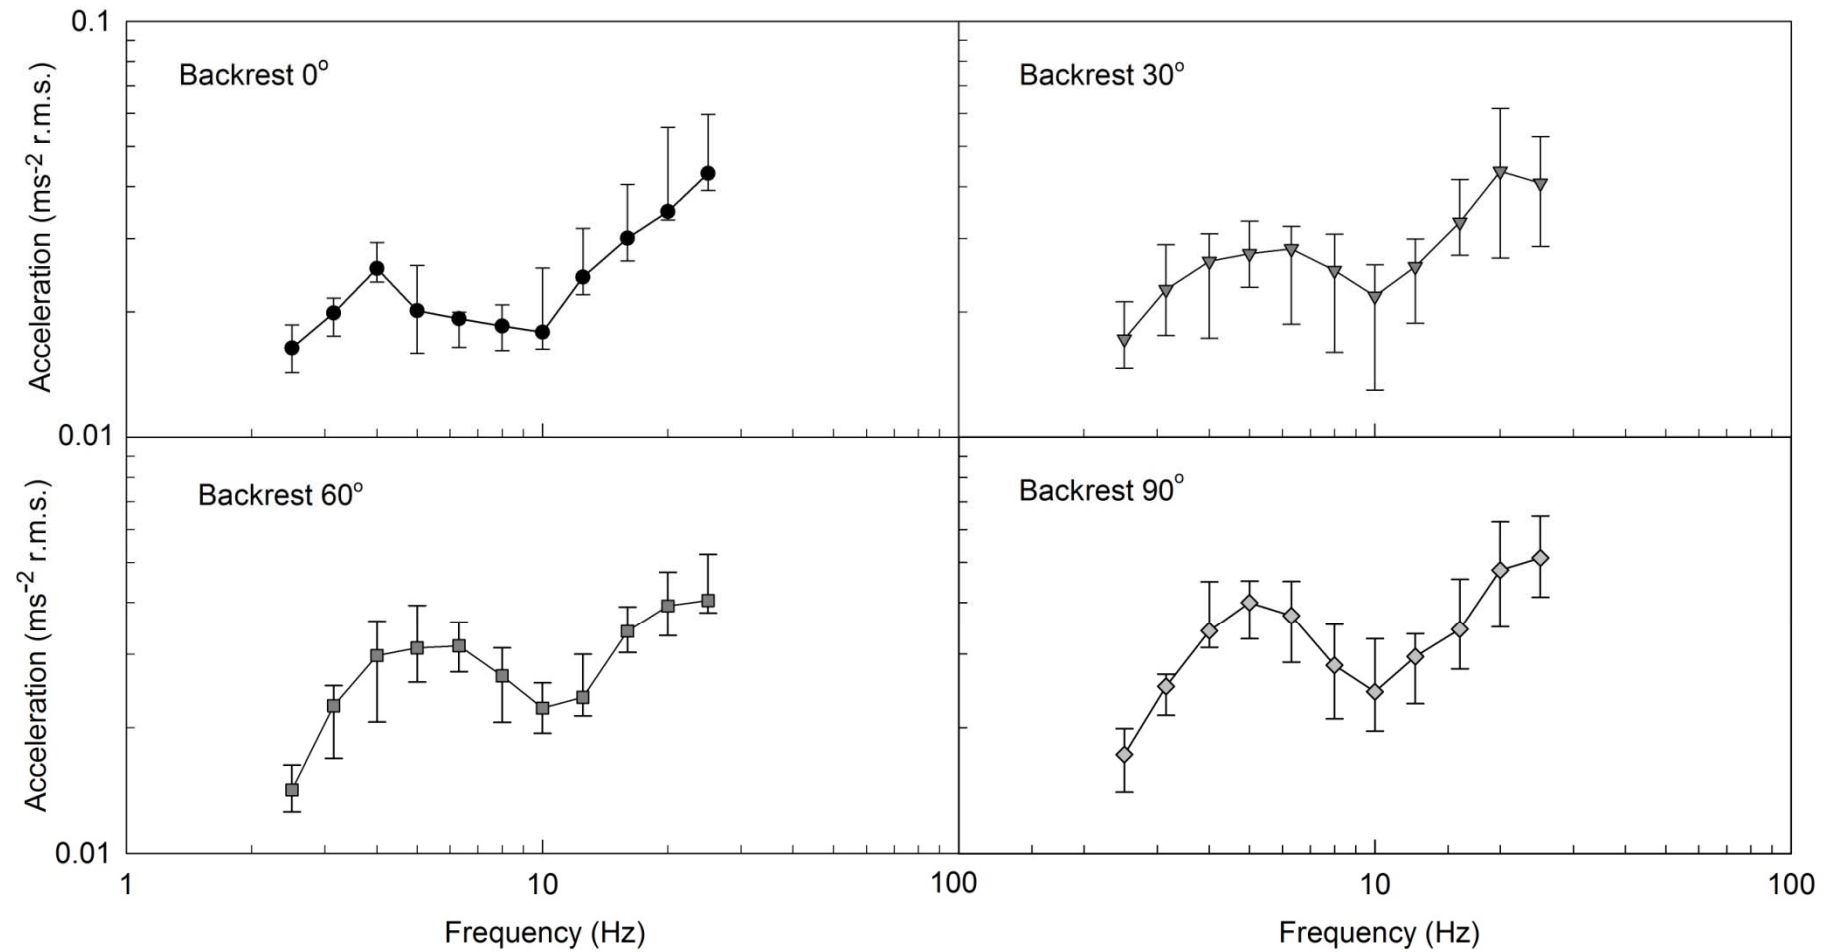 0.1
Backrest 0°
Backrest 30°
Acceleration (ms⁻² r.m.s.)
0.01
Backrest 60°
Backrest 90°
Acceleration (ms⁻² r.m.s.)
0.01
1 10 100 10 100
Frequency (Hz) Frequency (Hz)